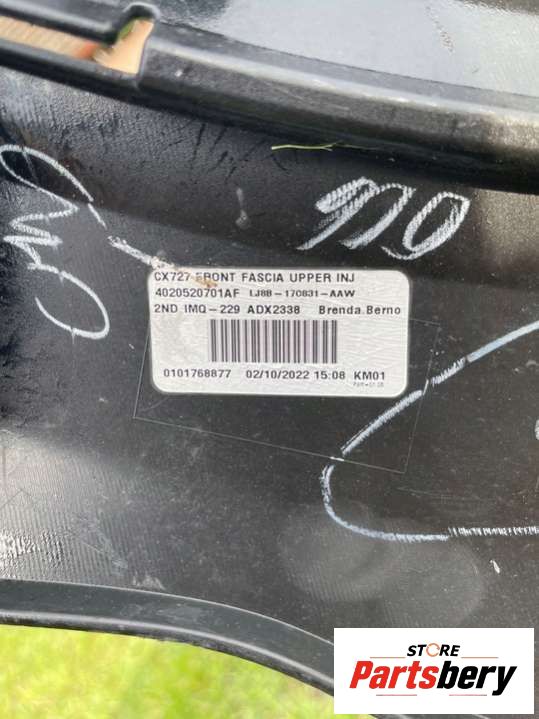 CX727 FRONT FASCIA UPPER INJ
4020520701AF LJ8B-170831-AAW
2ND IMQ-229 ADX2338 Brenda.Berno
0101768877 02/10/2022 15:08 KM01
STORE
Partsbery